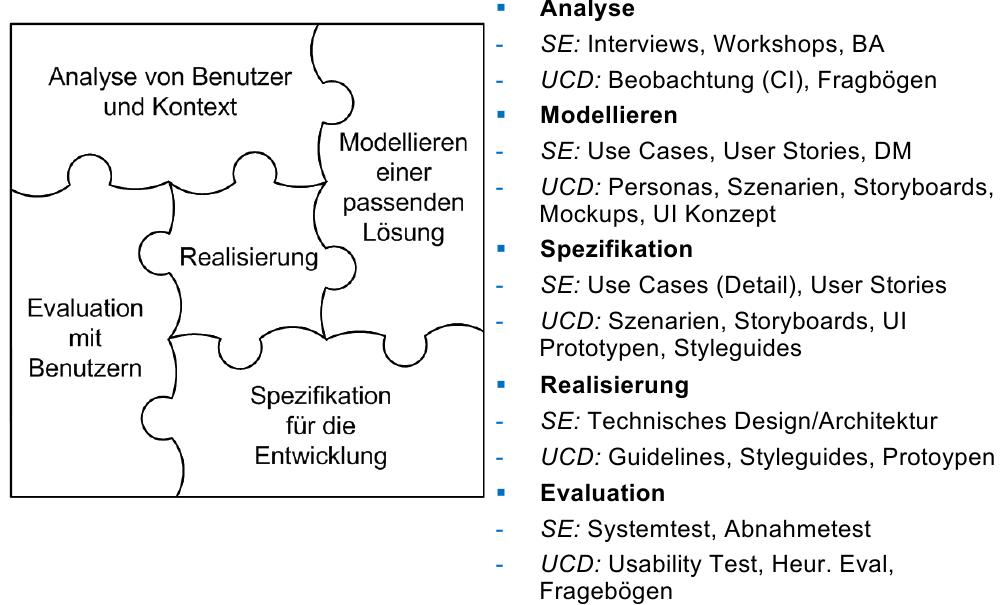 Analyse von Benutzer
und Kontext
Modellieren
einer
passenden
Lösung
Realisierung
Evaluation
mit
Benutzern
Spezifikation
für die
Entwicklung
▪ Analyse
- SE: Interviews, Workshops, BA
- UCD: Beobachtung (CI), Fragbögen
▪ Modellieren
- SE: Use Cases, User Stories, DM
- UCD: Personas, Szenarien, Storyboards,
Mockups, UI Konzept
▪ Spezifikation
- SE: Use Cases (Detail), User Stories
- UCD: Szenarien, Storyboards, UI
Prototypen, Styleguides
▪ Realisierung
- SE: Technisches Design/Architektur
- UCD: Guidelines, Styleguides, Protoypen
▪ Evaluation
- SE: Systemtest, Abnahmetest
- UCD: Usability Test, Heur. Eval,
Fragebögen